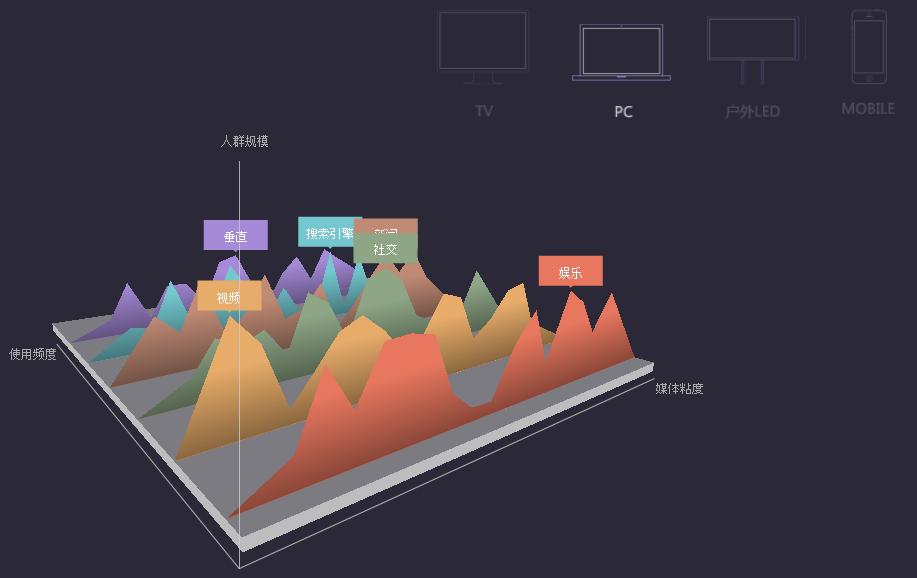 TV
PC
户外LED
MOBILE
人群规模
垂直
搜索引擎
社交
娱乐
视频
使用频度
媒体粘度